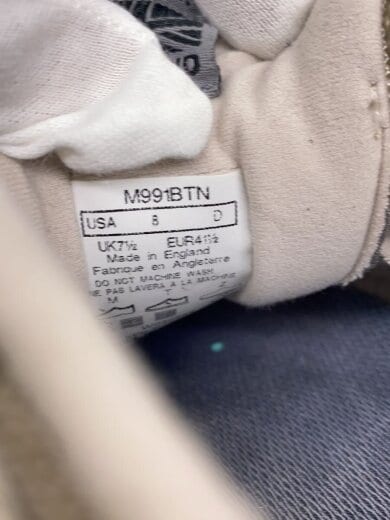 M991BTN
USA 8 D
UK7½ EUR41½
Made in England
Fabrique en Angleterre
DO NOT MACHINE WASH
NE PAS LAVER A LA MACHINE
M